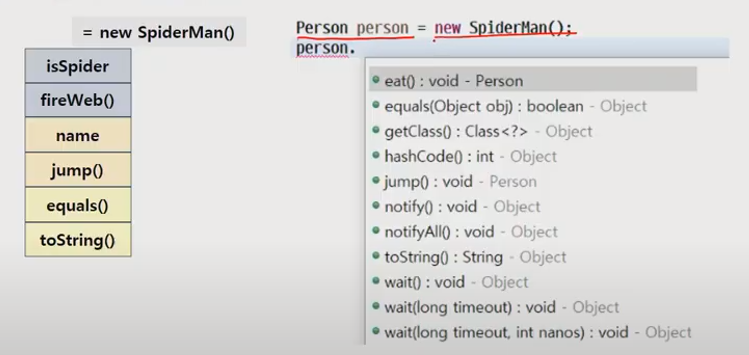 = new SpiderMan()
isSpider
fireWeb()
name
jump()
equals()
toString()
Person person = new SpiderMan();
person.
eat() : void - Person
equals(Object obj) : boolean - Object
getClass() : Class<?> - Object
hashCode() : int - Object
jump() : void - Person
notify() : void - Object
notifyAll() : void - Object
toString() : String - Object
wait() : void - Object
wait(long timeout) : void - Object
wait(long timeout, int nanos) : void - Object